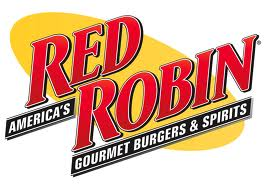 RED
ROBIN®
AMERICA'S
GOURMET BURGERS & SPIRITS